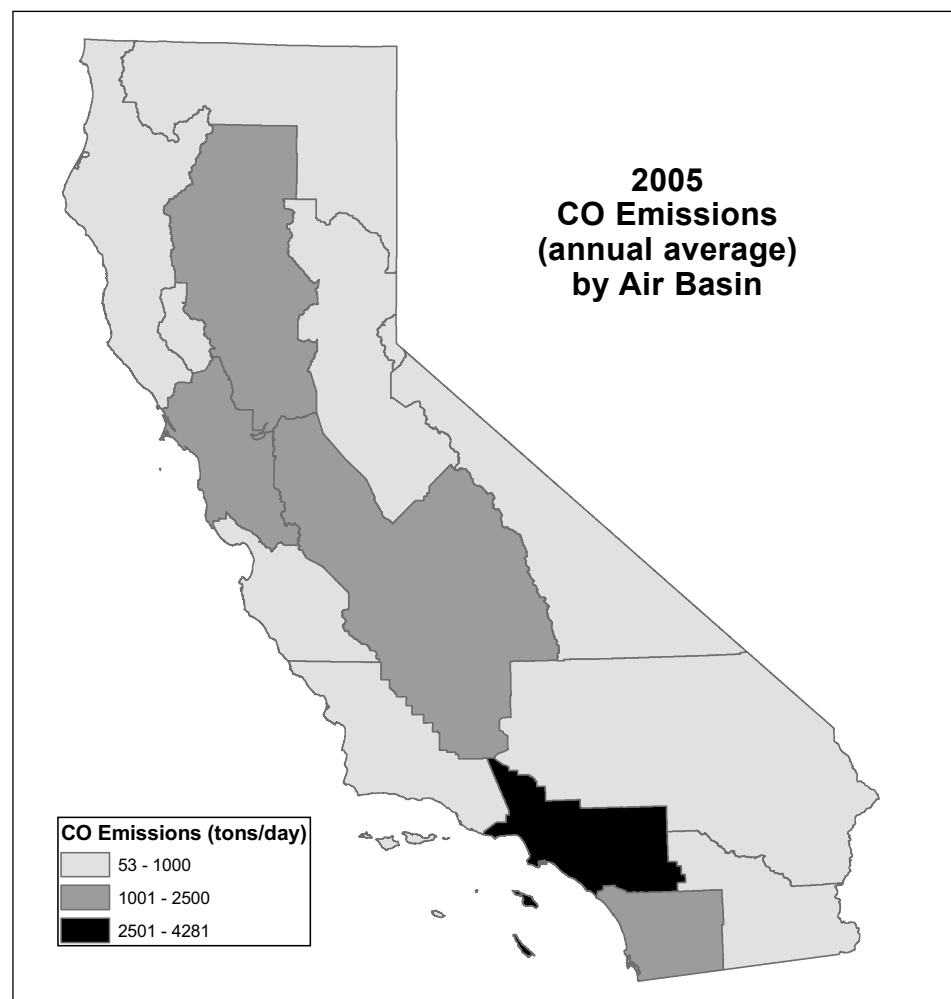 2005
CO Emissions
(annual average)
by Air Basin
CO Emissions (tons/day)
53 - 1000
1001 - 2500
2501 - 4281